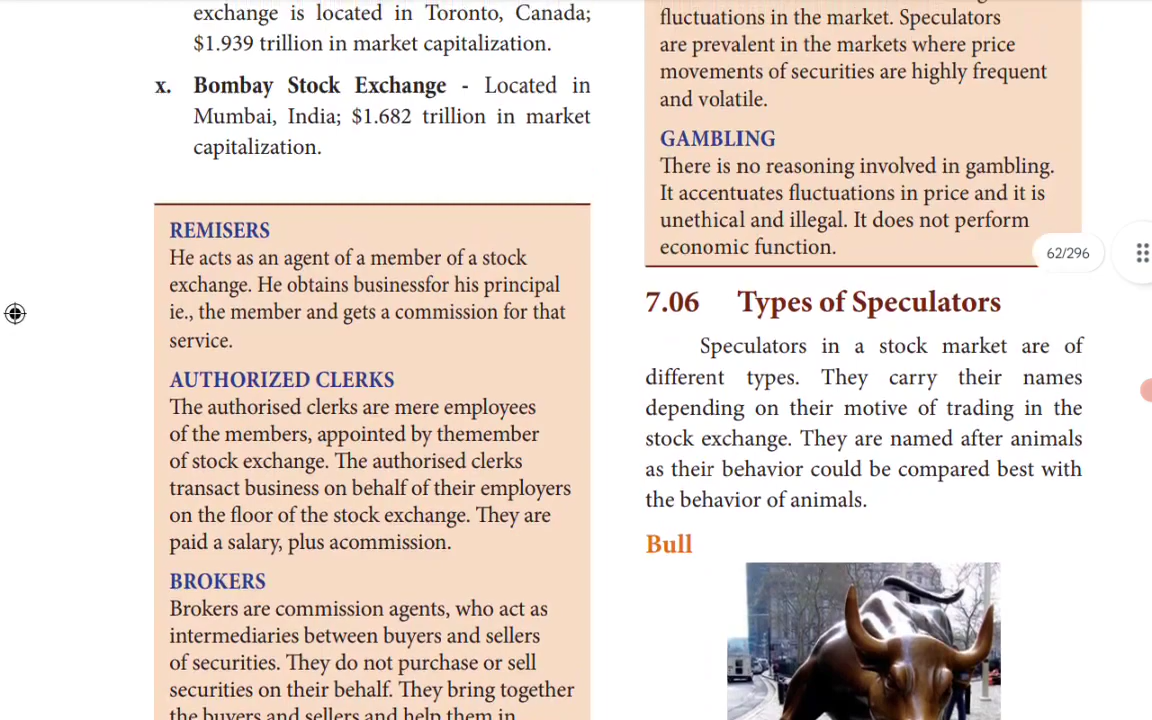 exchange is located in Toronto, Canada;
$1.939 trillion in market capitalization.
x. Bombay Stock Exchange - Located in
Mumbai, India; $1.682 trillion in market
capitalization.
REMISERS
He acts as an agent of a member of a stock
exchange. He obtains businessfor his principal
ie., the member and gets a commission for that
service.
AUTHORIZED CLERKS
The authorised clerks are mere employees
of the members, appointed by themember
of stock exchange. The authorised clerks
transact business on behalf of their employers
on the floor of the stock exchange. They are
paid a salary, plus acommission.
BROKERS
Brokers are commission agents, who act as
intermediaries between buyers and sellers
of securities. They do not purchase or sell
securities on their behalf. They bring together
the buyers and sellers and help them in
fluctuations in the market. Speculators
are prevalent in the markets where price
movements of securities are highly frequent
and volatile.
GAMBLING
There is no reasoning involved in gambling.
It accentuates fluctuations in price and it is
unethical and illegal. It does not perform
economic function.
62/296
7.06 Types of Speculators
Speculators in a stock market are of
different types. They carry their names
depending on their motive of trading in the
stock exchange. They are named after animals
as their behavior could be compared best with
the behavior of animals.
Bull